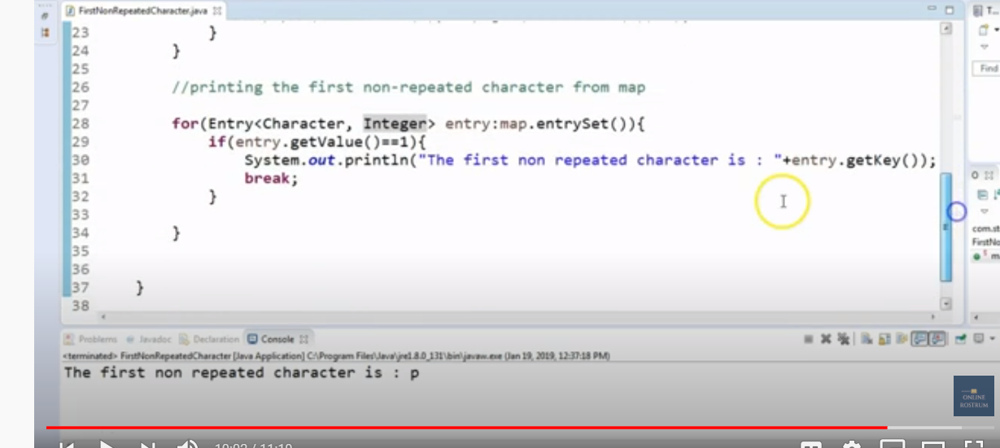 FirstNonRepeatedCharacter.java
T...
23 }
24 }
25
26 //printing the first non-repeated character from map
27
28 for(Entry<Character, Integer> entry:map.entrySet()){
29 if(entry.getValue()==1){
30 System.out.println("The first non repeated character is : "+entry.getKey());
31 break;
32 }
33
34 }
35
36
37 }
38
Find
O
com.st
FirstNo
S m
Problems Javadoc Declaration Console
<terminated> FirstNonRepeatedCharacter [Java Application] C:\Program Files\Java\jre1.8.0_131\bin\javaw.exe (Jan 19, 2019, 12:37:18 PM)
The first non repeated character is : p
ONLINE
ROSTRUM